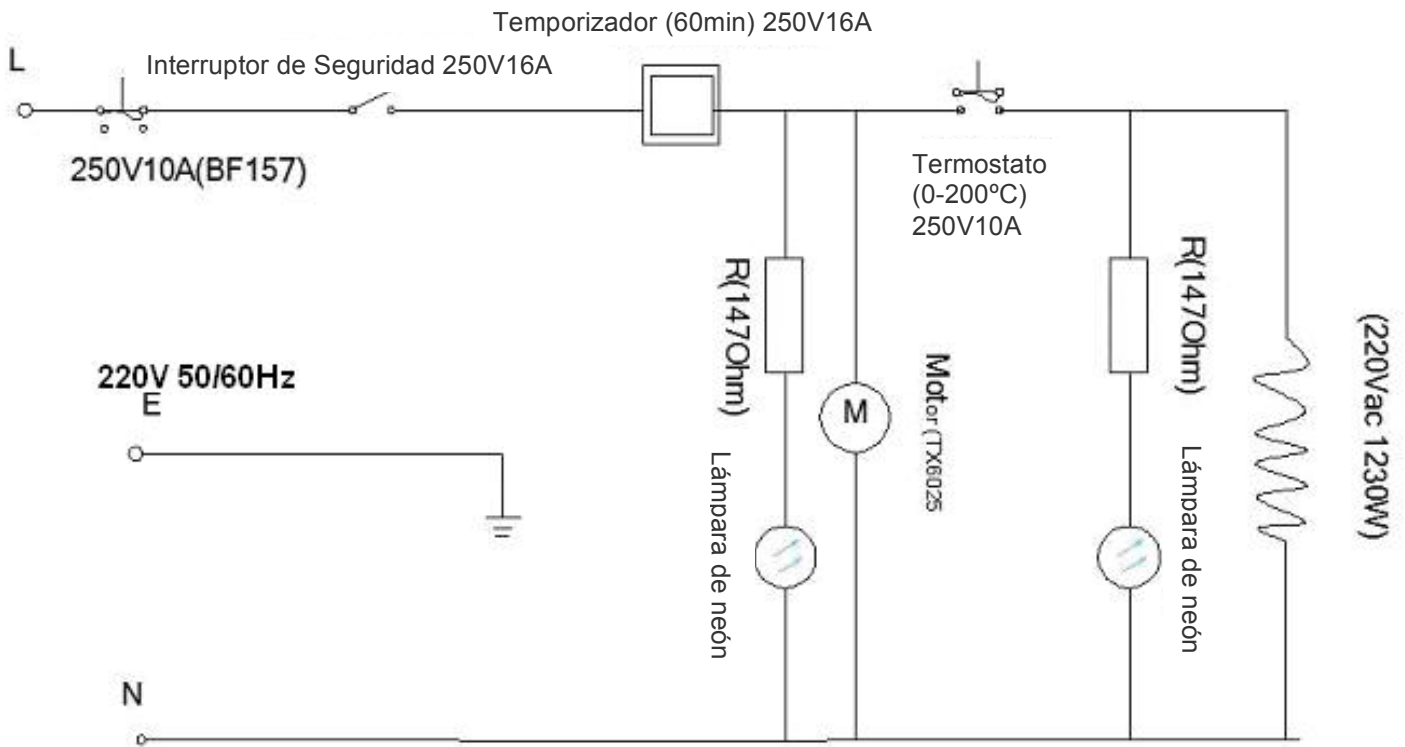 Temporizador (60min) 250V16A
L
Interruptor de Seguridad 250V16A
250V10A(BF157)
Termostato
(0-200ºC)
250V10A
R(147Ohm)
Lámpara de neón
M
Motor (TX6025
R(147Ohm)
Lámpara de neón
(220Vac 1230W)
220V 50/60Hz
E
N